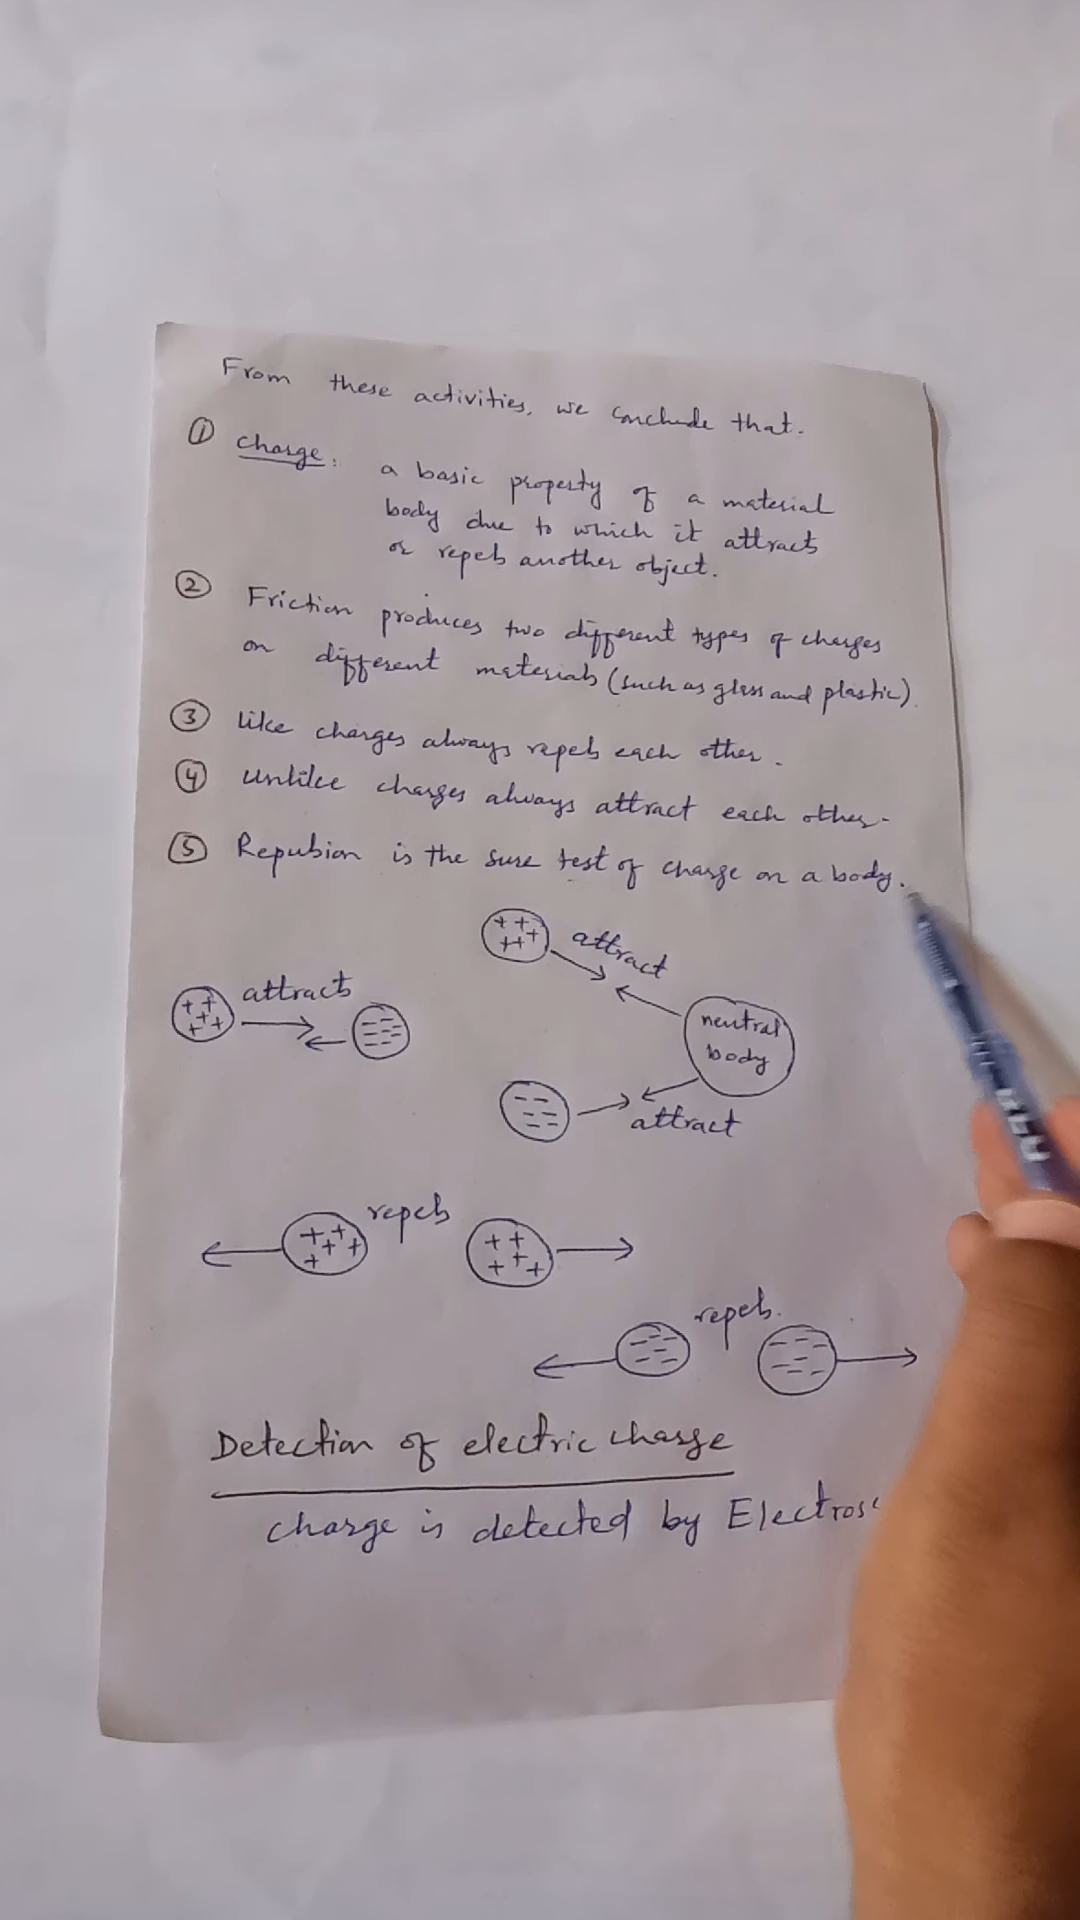 From these activities, we conclude that.
① Charge: a basic property of a material
body due to which it attracts
or repels another object.
② Friction produces two different types of charges
on different materials (such as glass and plastic).
③ like charges always repels each other.
④ unlike charges always attract each other.
⑤ Repulsion is the sure test of charge on a body.
+ + + + + +
attract
+ + + + +
attracts
neutral
body
attract
repels
+ + + + +
+ + + + +
repels.
Detection of electric charge
charge is detected by Electrosc